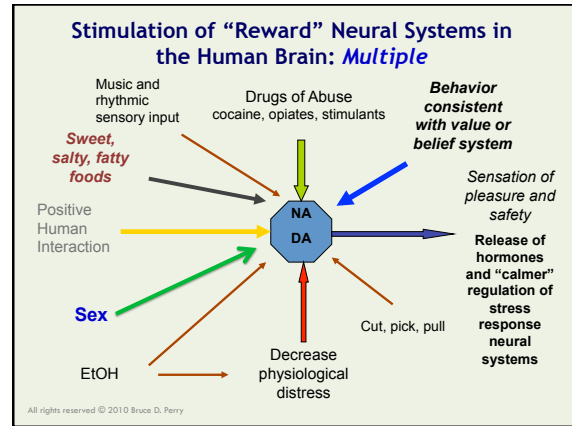 Stimulation of “Reward” Neural Systems in
the Human Brain: Multiple
Music and
rhythmic
sensory input
Drugs of Abuse
cocaine, opiates, stimulants
Behavior
consistent
with value or
belief system
Sweet,
salty, fatty
foods
Sensation of
pleasure and
safety
NA
DA
Positive
Human
Interaction
Release of
hormones
and “calmer”
regulation of
stress
response
neural
systems
Sex
Cut, pick, pull
EtOH
Decrease
physiological
distress
All rights reserved © 2010 Bruce D. Perry